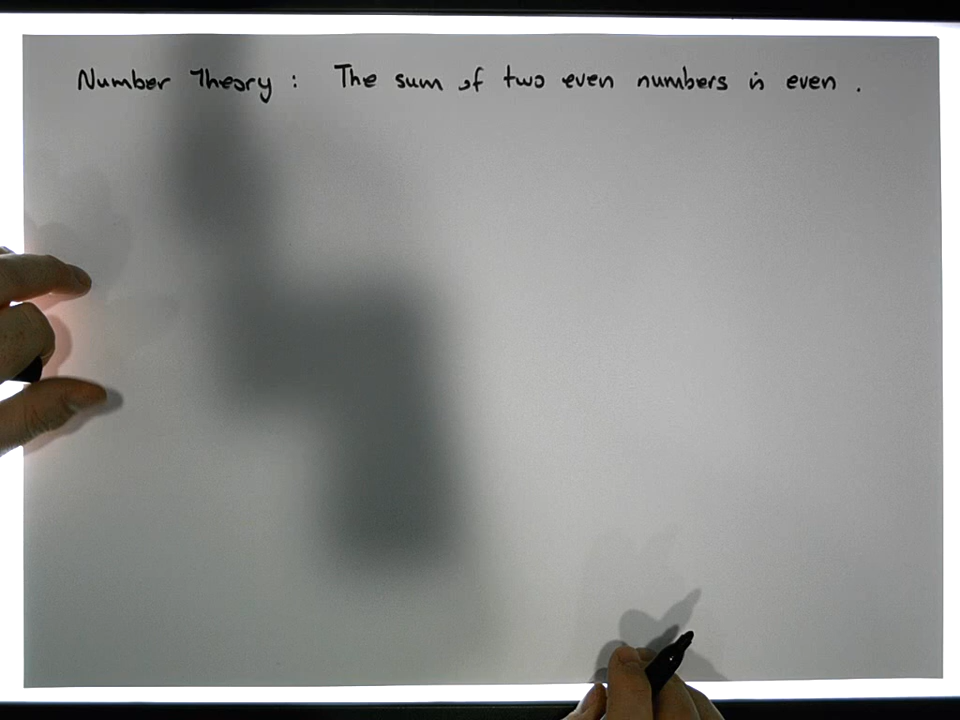 Number Theory : The sum of two even numbers is even .